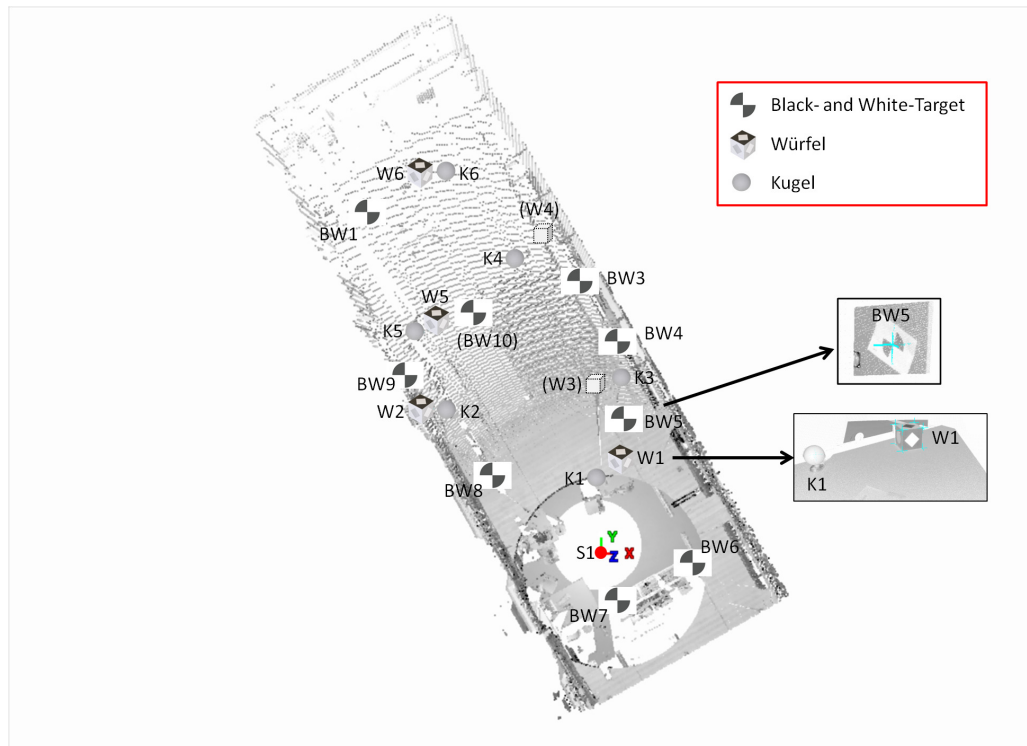 Black- and White-Target
Würfel
Kugel
W6
K6
BW1
(W4)
K4
BW3
W5
K5
(BW10)
BW4
BW5
BW9
(W3)
K3
W2
K2
BW5
W1
W1
K1
K1
BW8
S1
Y
Z
X
BW6
BW7